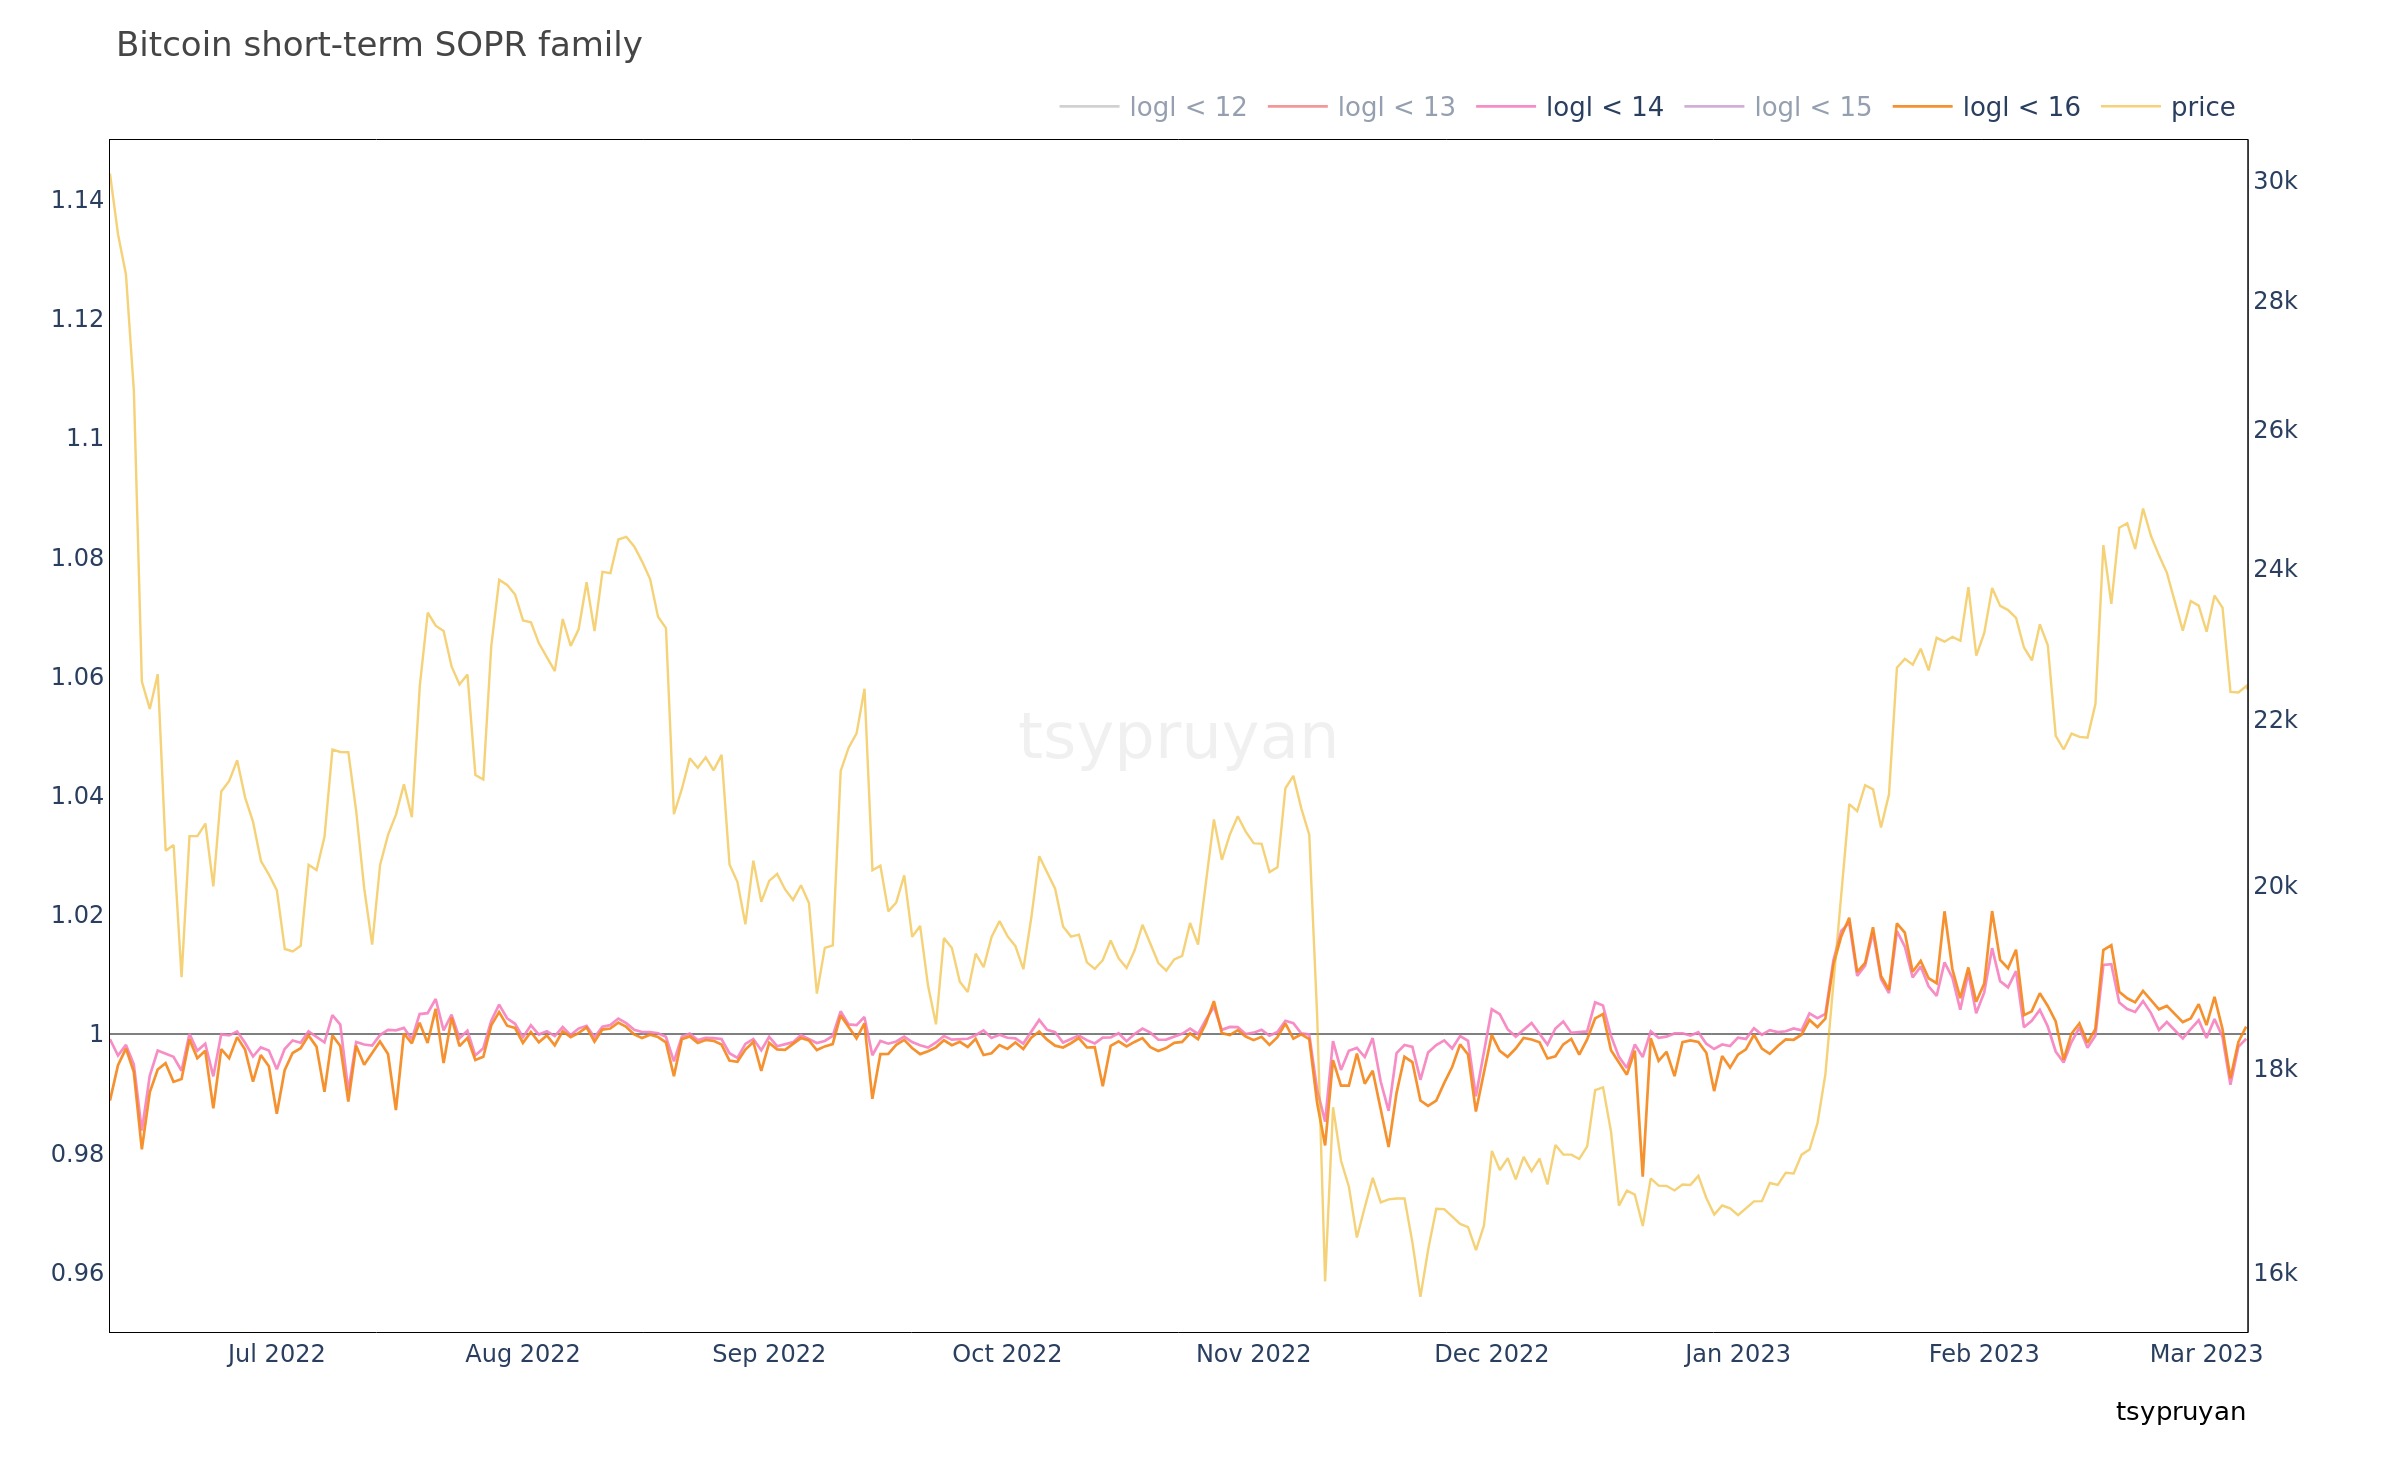 Bitcoin short-term SOPR family
logl < 12 logl < 13 logl < 14 logl < 15 logl < 16 price
1.14
1.12
1.1
1.08
1.06
1.04
1.02
1
0.98
0.96
30k
28k
26k
24k
22k
20k
18k
16k
tsypruyan
Jul 2022 Aug 2022 Sep 2022 Oct 2022 Nov 2022 Dec 2022 Jan 2023 Feb 2023 Mar 2023
tsypruyan